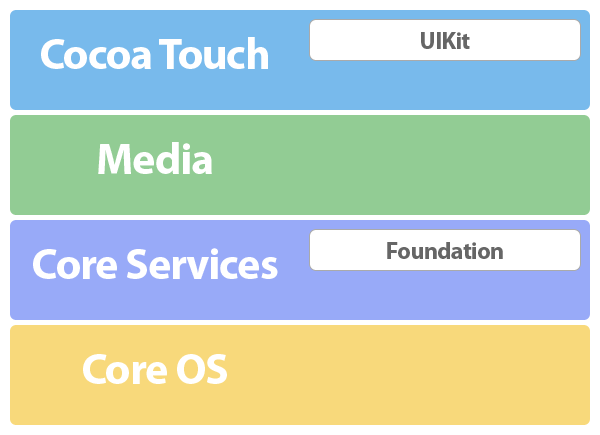 Cocoa Touch
UIKit
Media
Core Services
Foundation
Core OS